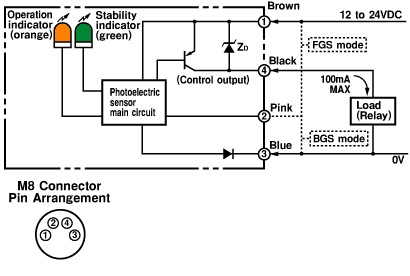 Operation
indicator
(orange)
Stability
indicator
(green)
Brown
1
12 to 24VDC
ZD
FGS mode
(Control output)
Black
4
100mA
MAX
Photoelectric
sensor
main circuit
Load
(Relay)
Pink
2
BGS mode
Blue
3
0V
M8 Connector
Pin Arrangement
2 4
1 3